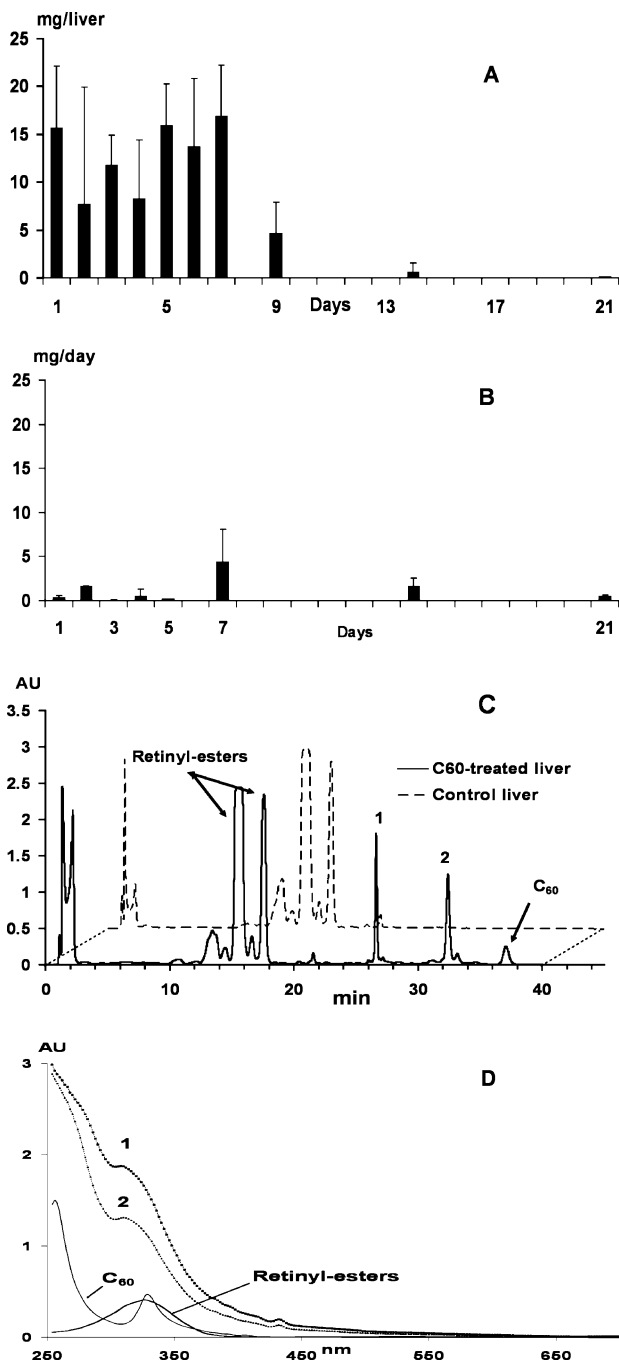 mg/liver
25
20
15
10
5
0
A
1 5 9 Days 13 17 21
mg/day
25
20
15
10
5
0
B
1 3 5 7 Days 21
AU
3.5
3
2.5
2
1.5
1
0.5
0
C
Retinyl-esters
C60-treated liver
Control liver
1
2
C₆₀
0 10 20 30 40
min
AU
3
2
1
0
D
1
2
C₆₀
Retinyl-esters
250 350 460 nm 560 660